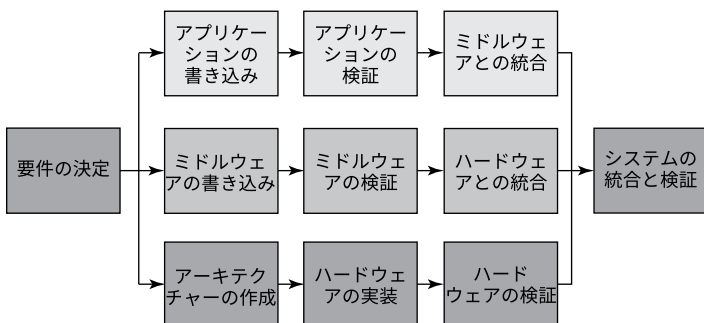 アプリケー
ションの
書き込み
アプリケー
ションの
検証
ミドルウェ
アとの統合
要件の決定
ミドルウェ
アの書き込み
ミドルウェ
アの検証
ハードウェ
アとの統合
システムの
統合と検証
アーキテク
チャーの作成
ハードウェ
アの実装
ハード
ウェアの検証